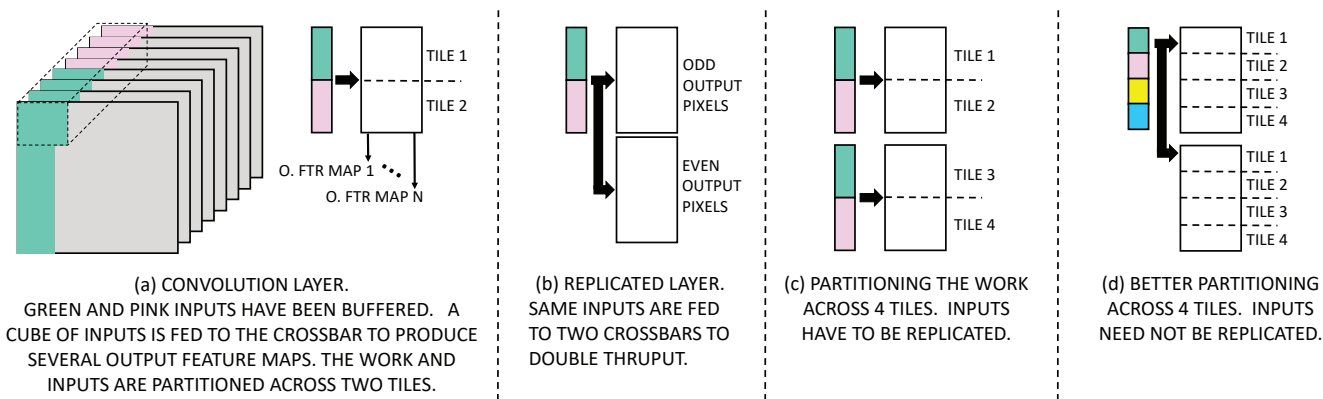 TILE 1
TILE 2
O. FTR MAP 1
O. FTR MAP N
(a) CONVOLUTION LAYER.
GREEN AND PINK INPUTS HAVE BEEN BUFFERED. A
CUBE OF INPUTS IS FED TO THE CROSSBAR TO PRODUCE
SEVERAL OUTPUT FEATURE MAPS. THE WORK AND
INPUTS ARE PARTITIONED ACROSS TWO TILES.
ODD
OUTPUT
PIXELS
EVEN
OUTPUT
PIXELS
(b) REPLICATED LAYER.
SAME INPUTS ARE FED
TO TWO CROSSBARS TO
DOUBLE THRUPUT.
TILE 1
TILE 2
TILE 3
TILE 4
(c) PARTITIONING THE WORK
ACROSS 4 TILES. INPUTS
HAVE TO BE REPLICATED.
TILE 1
TILE 2
TILE 3
TILE 4
TILE 1
TILE 2
TILE 3
TILE 4
(d) BETTER PARTITIONING
ACROSS 4 TILES. INPUTS
NEED NOT BE REPLICATED.